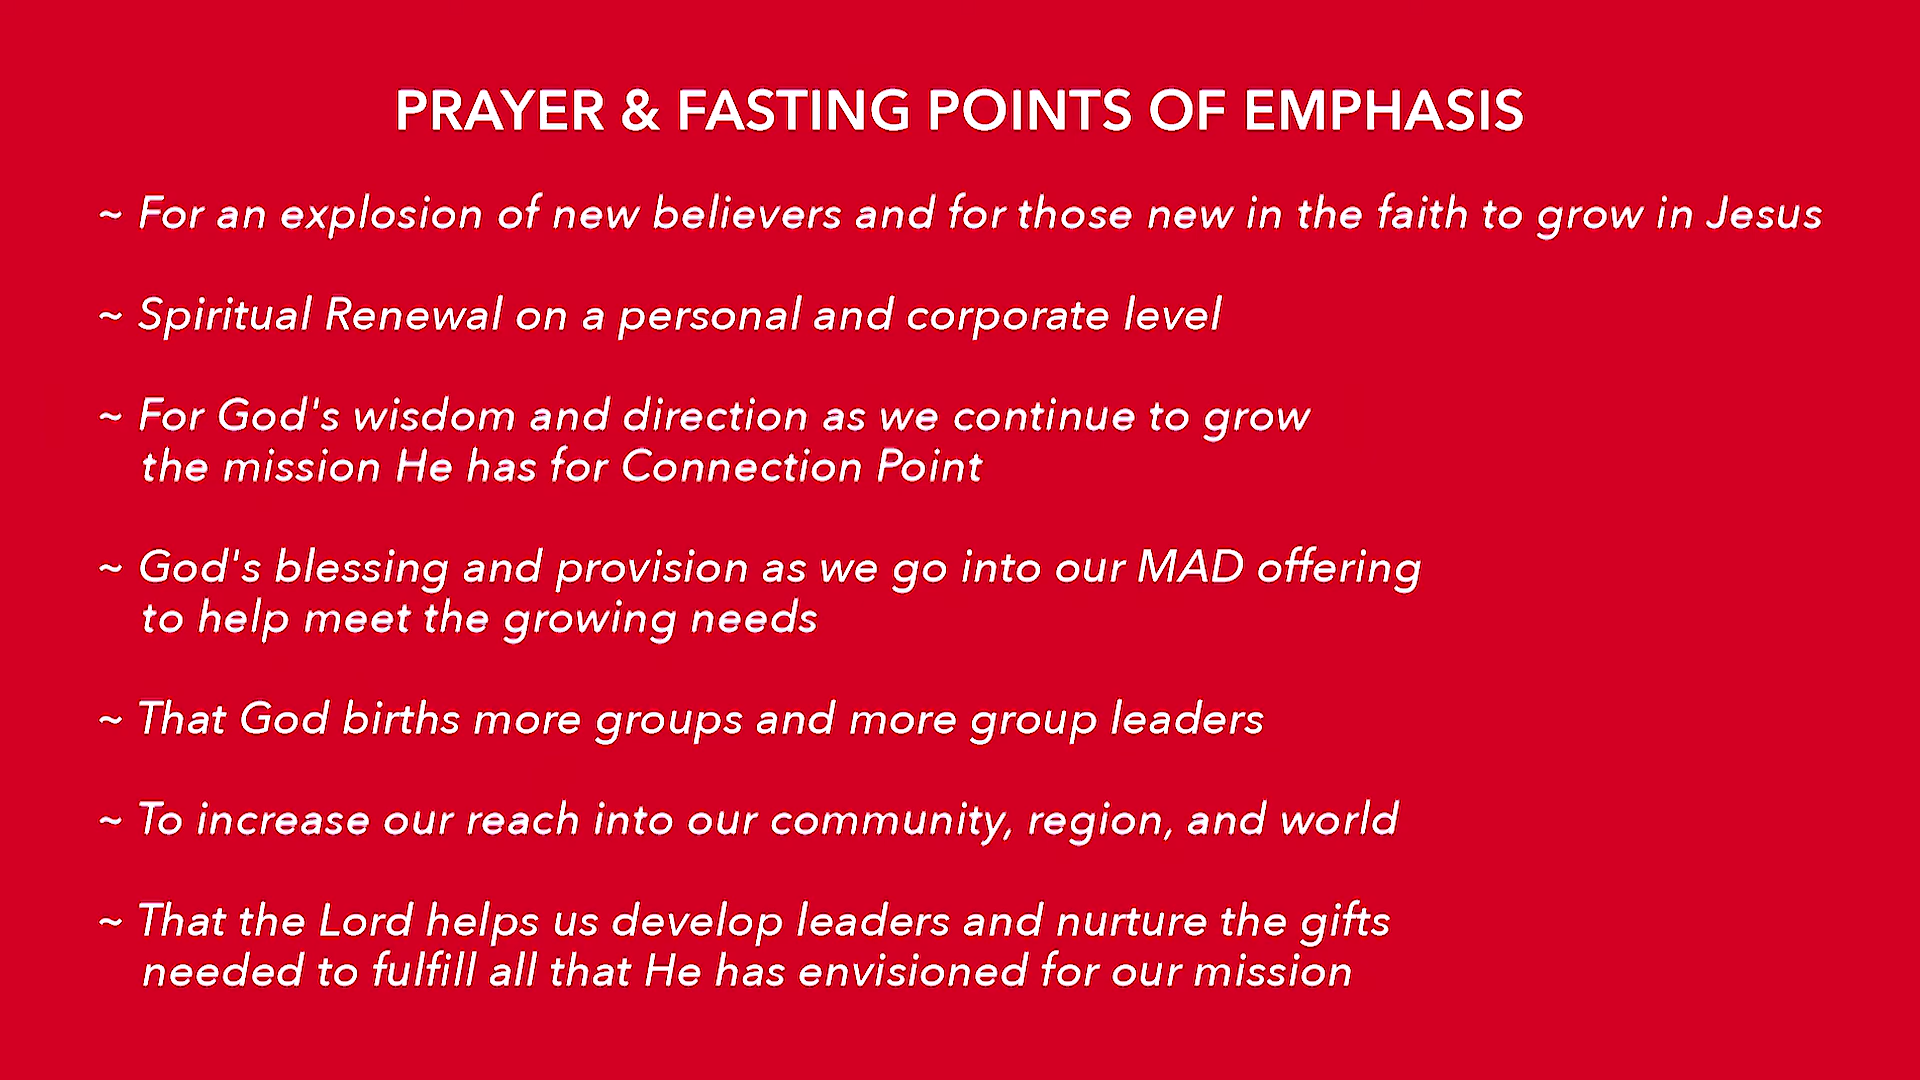 PRAYER & FASTING POINTS OF EMPHASIS
~ For an explosion of new believers and for those new in the faith to grow in Jesus
~ Spiritual Renewal on a personal and corporate level
~ For God's wisdom and direction as we continue to grow
the mission He has for Connection Point
~ God's blessing and provision as we go into our MAD offering
to help meet the growing needs
~ That God births more groups and more group leaders
~ To increase our reach into our community, region, and world
~ That the Lord helps us develop leaders and nurture the gifts
needed to fulfill all that He has envisioned for our mission